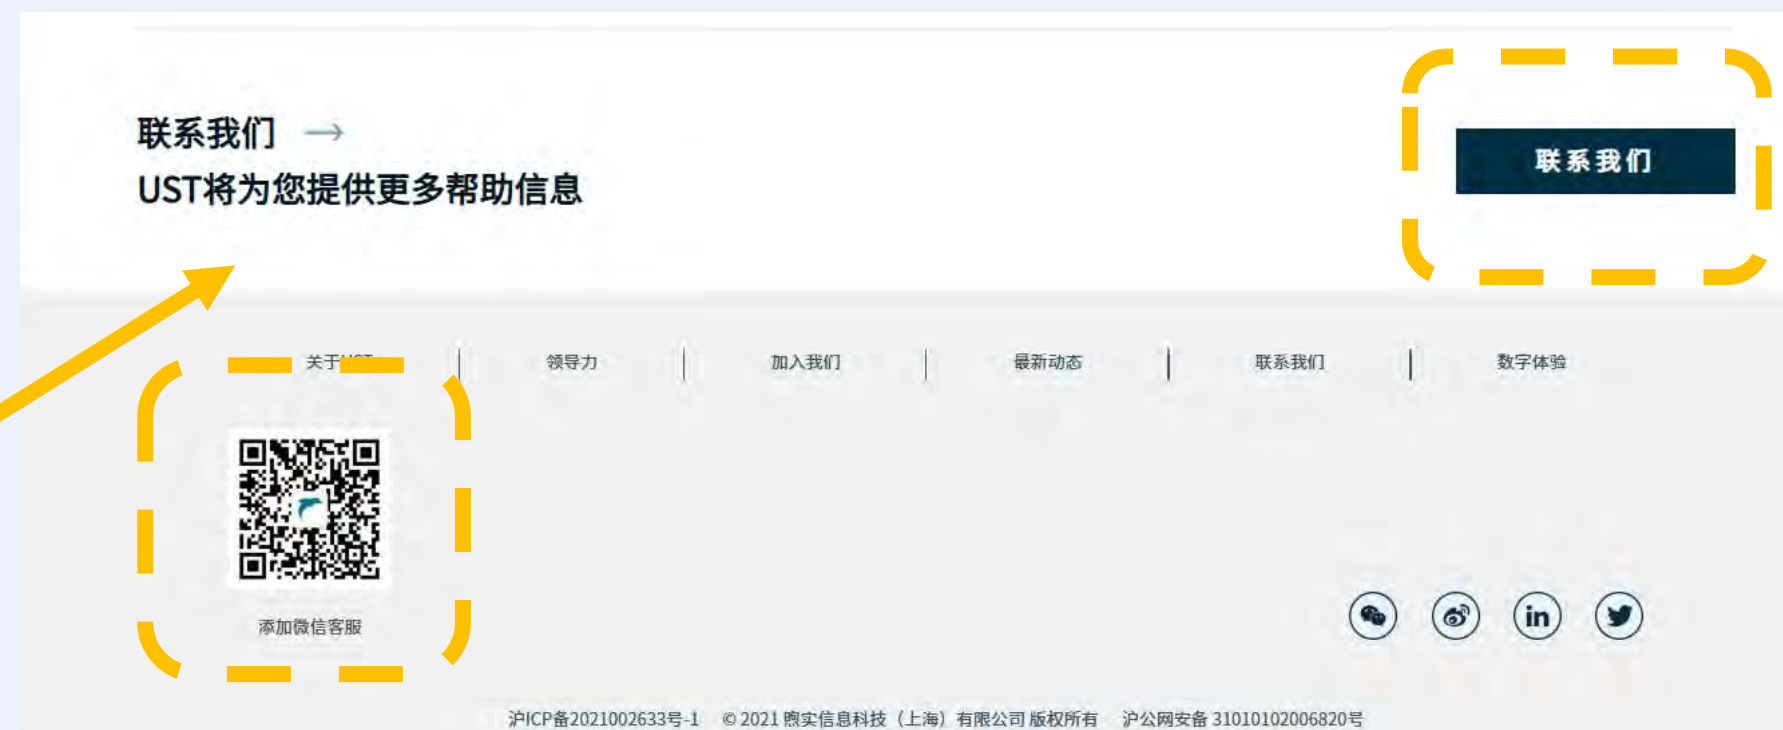 联系我们 →
UST将为您提供更多帮助信息
联系我们
关于UST
领导力
加入我们
最新动态
联系我们
数字体验
添加微信客服
in
沪ICP备2021002633号-1 © 2021 煦实信息科技（上海）有限公司 版权所有 沪公网安备 31010102006820号